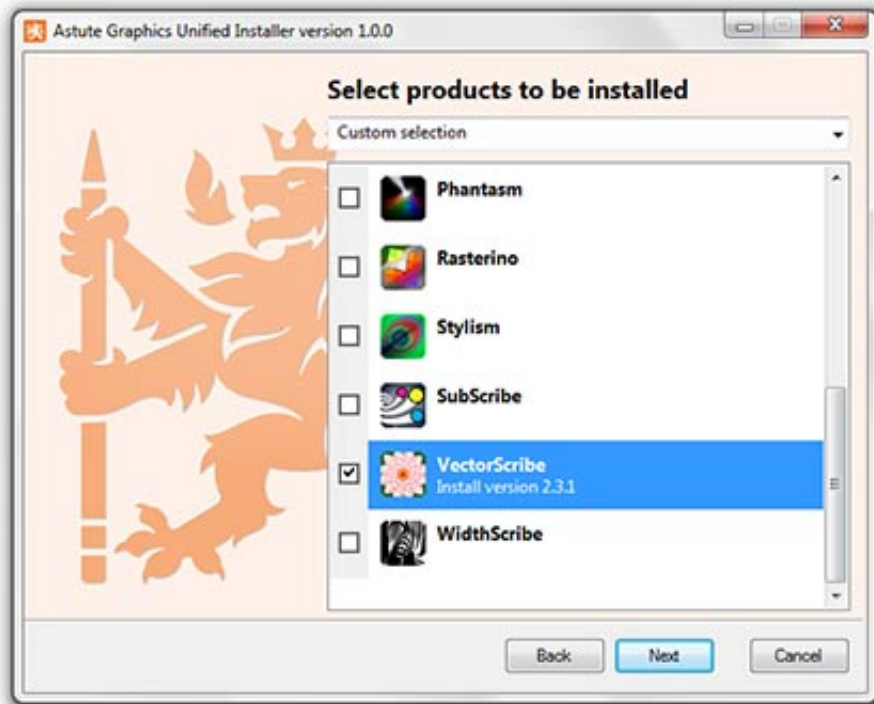 Astute Graphics Unified Installer version 1.0.0
Select products to be installed
Custom selection
Phantasm
Rasterino
Stylism
SubScribe
VectorScribe
Install version 2.3.1
WidthScribe
Back
Next
Cancel